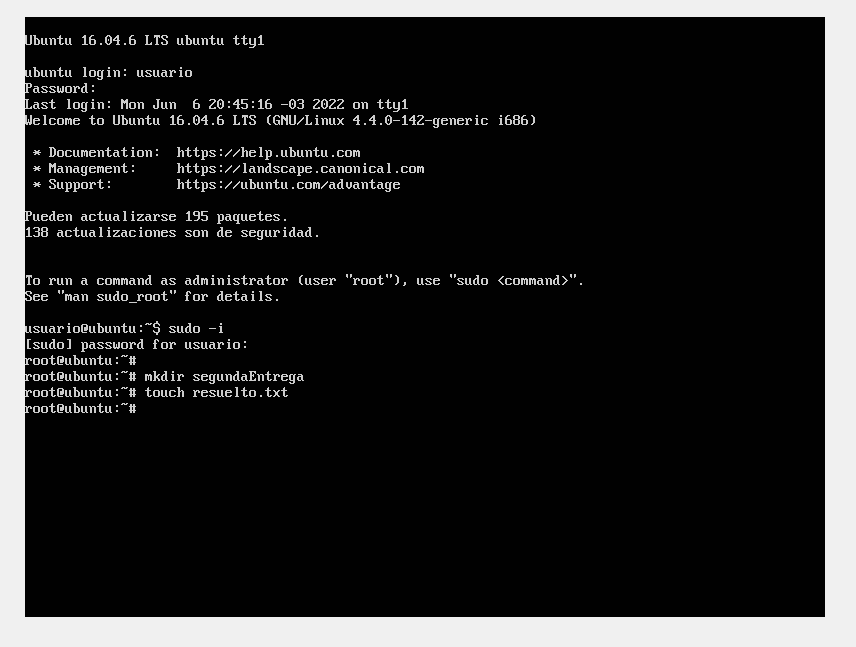 Ubuntu 16.04.6 LTS ubuntu tty1
ubuntu login: usuario
Password:
Last login: Mon Jun  6 20:45:16 -03 2022 on tty1
Welcome to Ubuntu 16.04.6 LTS (GNU/Linux 4.4.0-142-generic i686)
* Documentation:  https://help.ubuntu.com
* Management:     https://landscape.canonical.com
* Support:        https://ubuntu.com/advantage
Pueden actualizarse 195 paquetes.
138 actualizaciones son de seguridad.
To run a command as administrator (user "root"), use "sudo <command>".
See "man sudo_root" for details.
usuario@ubuntu:~$ sudo -i
[sudo] password for usuario:
root@ubuntu:~#
root@ubuntu:~# mkdir segundaEntrega
root@ubuntu:~# touch resuelto.txt
root@ubuntu:~#